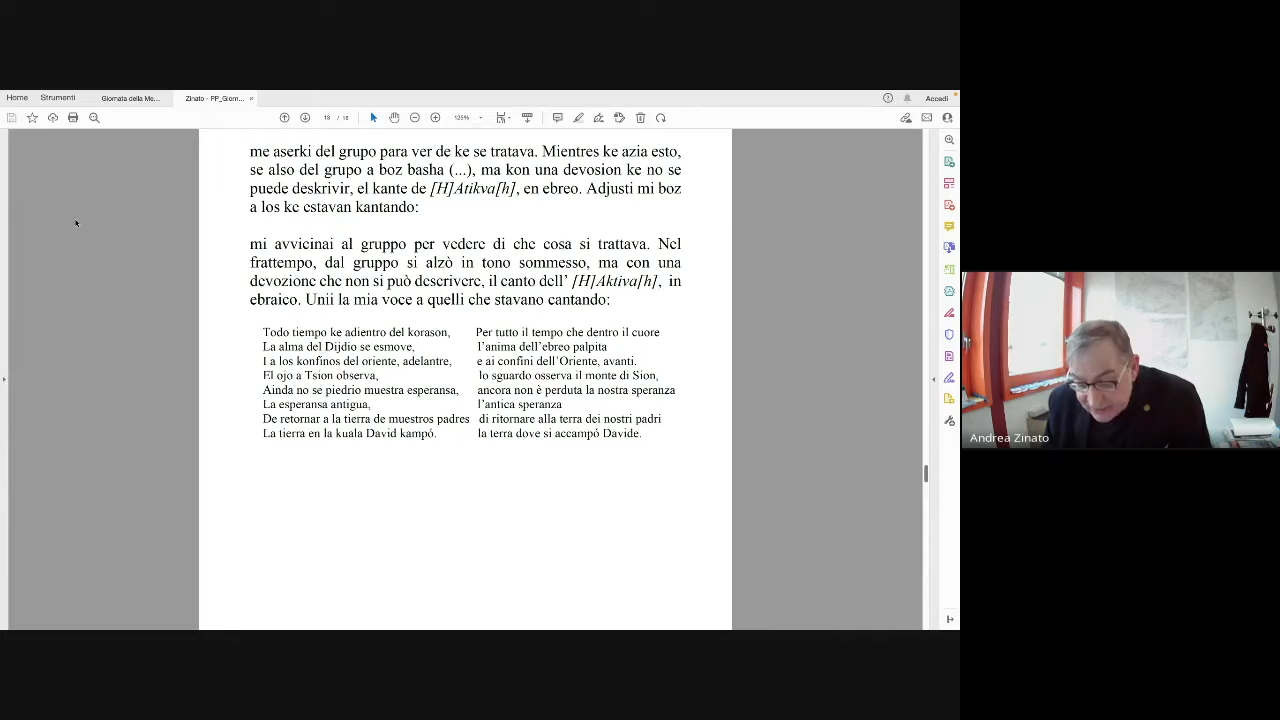 Home Strumenti Giornata della Me... Zinato - PP_Giorn... × Accedi
18 / 18 125%
me aserki del grupo para ver de ke se tratava. Mientres ke azia esto,
se also del grupo a boz basha (...), ma kon una devosion ke no se
puede deskrivir, el kante de [H]Atikva[h], en ebreo. Adjusti mi boz
a los ke estavan kantando:
mi avvicinai al gruppo per vedere di che cosa si trattava. Nel
frattempo, dal gruppo si alzò in tono sommesso, ma con una
devozione che non si può descrivere, il canto dell' [H]Aktiva[h], in
ebraico. Unii la mia voce a quelli che stavano cantando:
Todo tiempo ke adientro del korason, Per tutto il tempo che dentro il cuore
La alma del Djidio se esmove, l'anima dell'ebreo palpita
I a los konfinos del oriente, adelantre, e ai confini dell'Oriente, avanti.
El ojo a Tsion observa, lo sguardo osserva il monte di Sion,
Ainda no se piedrio muestra esperansa, ancora non è perduta la nostra speranza
La esperansa antigua, l'antica speranza
De retornar a la tierra de muestros padres di ritornare alla terra dei nostri padri
La tierra en la kuala David kampó. la terra dove si accampó Davide.
Andrea Zinato